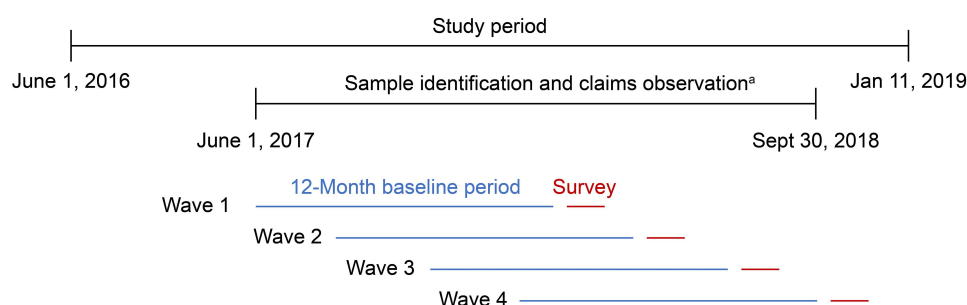 Study period
June 1, 2016
Jan 11, 2019
Sample identification and claims observationᵃ
June 1, 2017
Sept 30, 2018
12-Month baseline period
Survey
Wave 1
Wave 2
Wave 3
Wave 4